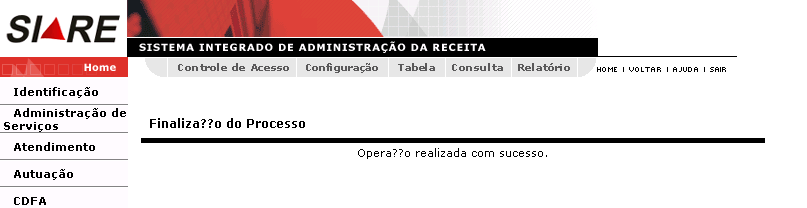 SIARE
SISTEMA INTEGRADO DE ADMINISTRAÇÃO DA RECEITA
Home
Controle de Acesso Configuração Tabela Consulta Relatório
HOME | VOLTAR | AJUDA | SAIR
Identificação
Administração de
Serviços
Atendimento
Autuação
CDFA
Finaliza??o do Processo
Opera??o realizada com sucesso.